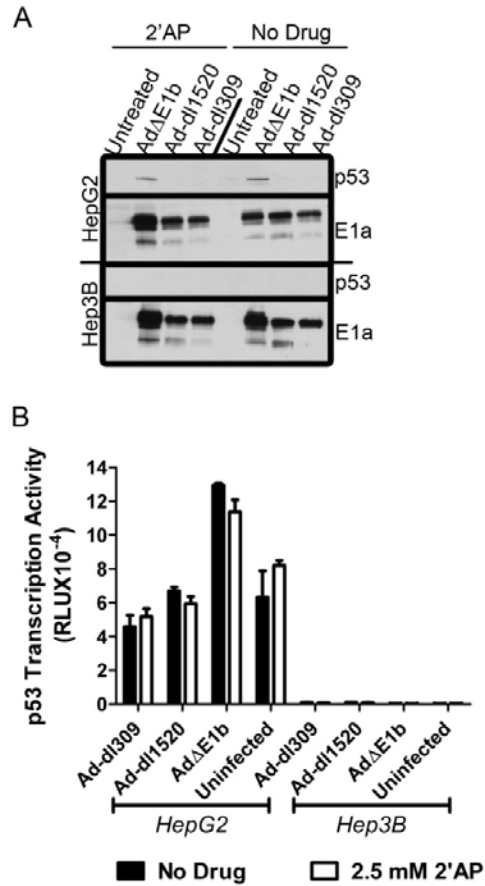 A
2'AP No Drug
Untreated AdΔE1b Ad-dl1520 Ad-dl309 Untreated AdΔE1b Ad-dl1520 Ad-dl309
HepG2
p53
E1a
Hep3B
p53
E1a
B
p53 Transcription Activity
(RLUX10-4)
14
12
10
8
6
4
2
0
Ad-dl309 Ad-dl1520 AdΔE1b Uninfected Ad-dl309 Ad-dl1520 AdΔE1b Uninfected
HepG2 Hep3B
No Drug 2.5 mM 2'AP